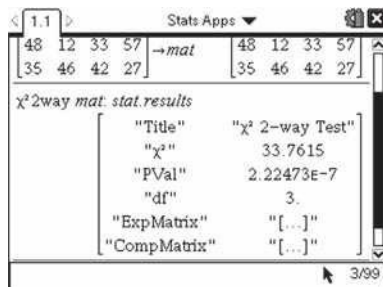 1.1 Stats Apps
48 12 33 57 →mat 48 12 33 57
35 46 42 27 35 46 42 27
χ²2way mat: stat.results
"Title" "χ² 2-way Test"
"χ²" 33.7615
"PVal" 2.22473E-7
"df" 3.
"ExpMatrix" "[...]"
"CompMatrix" "[...]"
3/99